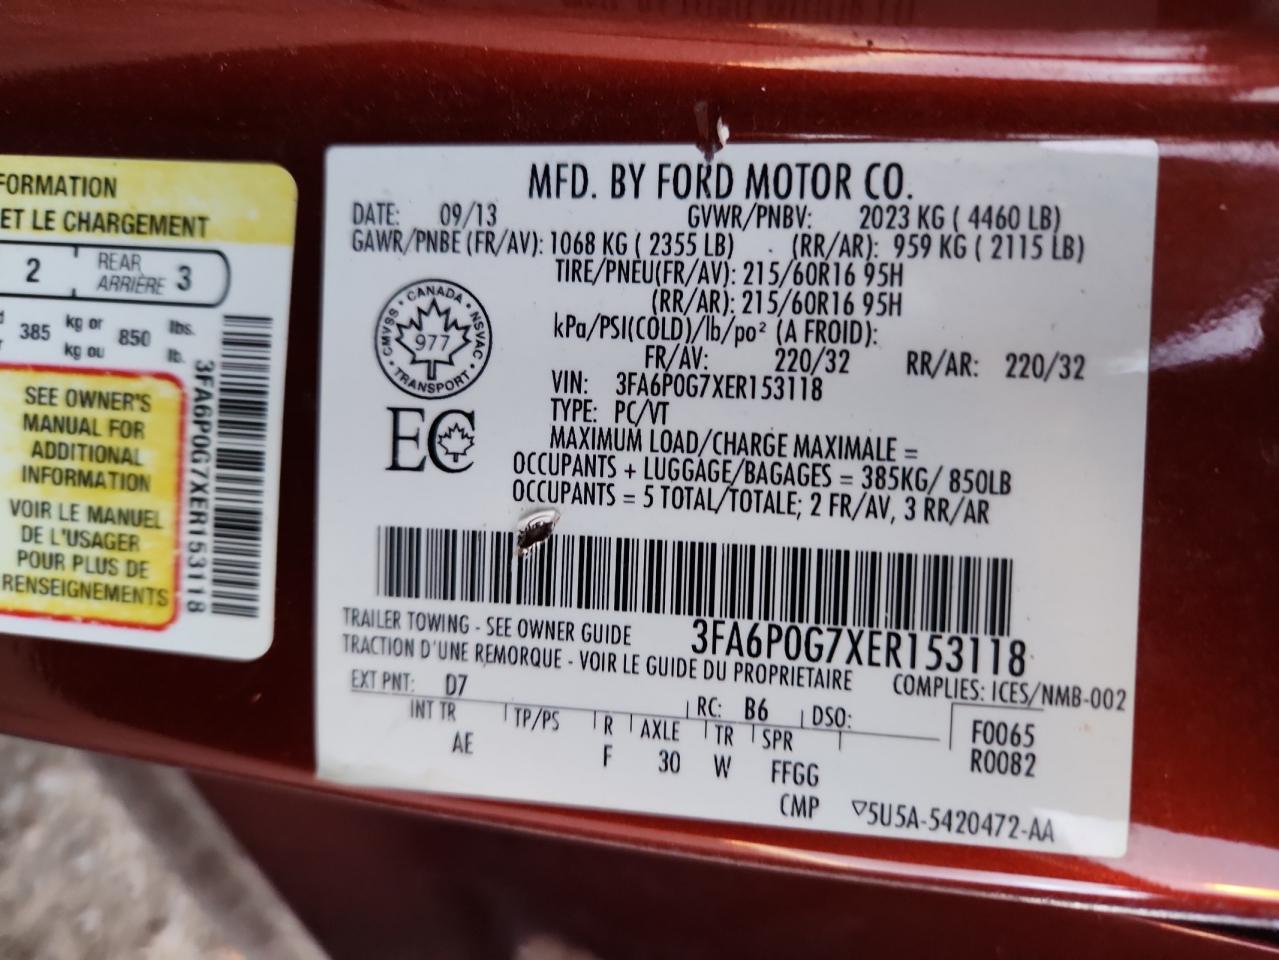 FORMATION
ET LE CHARGEMENT
2 REAR ARRIÈRE 3
385 kg or kg ou 850 lbs. lb.
SEE OWNER'S
MANUAL FOR
ADDITIONAL
INFORMATION
VOIR LE MANUEL
DE L'USAGER
POUR PLUS DE
RENSEIGNEMENTS
3FA6P0G7XER153118
MFD. BY FORD MOTOR CO.
DATE: 09/13 GVWR/PNBV: 2023 KG ( 4460 LB)
GAWR/PNBE (FR/AV): 1068 KG ( 2355 LB) (RR/AR): 959 KG ( 2115 LB)
TIRE/PNEU(FR/AV): 215/60R16 95H
(RR/AR): 215/60R16 95H
kPa/PSI(COLD)/lb/po² (A FROID):
FR/AV: 220/32 RR/AR: 220/32
CANADA
CMVSS NSVAC
977
TRANSPORT
EC
VIN: 3FA6P0G7XER153118
TYPE: PC/VT
MAXIMUM LOAD/CHARGE MAXIMALE =
OCCUPANTS + LUGGAGE/BAGAGES = 385KG/ 850LB
OCCUPANTS = 5 TOTAL/TOTALE; 2 FR/AV, 3 RR/AR
TRAILER TOWING - SEE OWNER GUIDE 3FA6P0G7XER153118
TRACTION D'UNE REMORQUE - VOIR LE GUIDE DU PROPRIETAIRE COMPLIES: ICES/NMB-002
EXT PNT: D7 RC: B6 DSO: F0065
INT TR TP/PS R AXLE TR SPR R0082
AE F 30 W FFGG
CMP ▽5U5A-5420472-AA